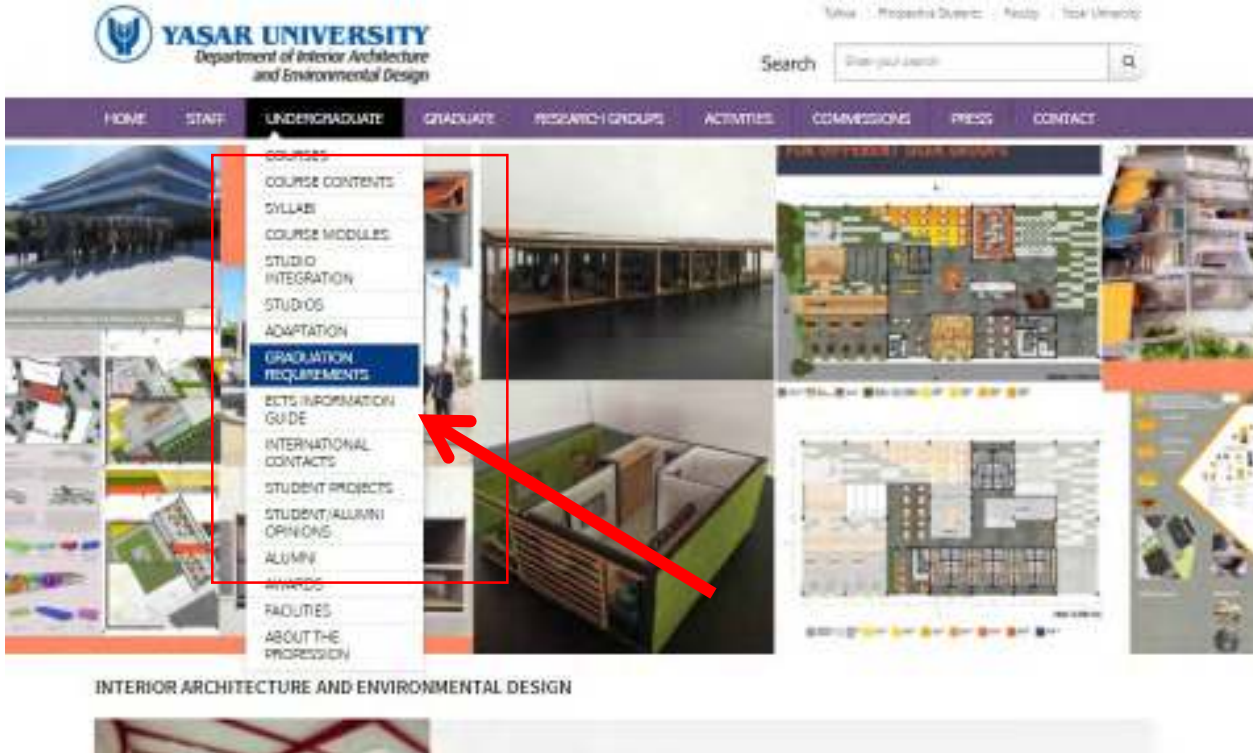 YASAR UNIVERSITY
Department of Interior Architecture
and Environmental Design
Search
HOME STAFF UNDERGRADUATE GRADUATE RESEARCH GROUPS ACTIVITIES COMMISSIONS PRESS CONTACT
COURSES
COURSE CONTENTS
SYLLABI
COURSE MODULES
STUDIO
INTEGRATION
STUDIOS
ADAPTATION
GRADUATION
REQUIREMENTS
ECTS INFORMATION
GUIDE
INTERNATIONAL
CONTACTS
STUDENT PROJECTS
STUDENT/ALUMNI
OPINIONS
ALUMNI
AWARDS
FACILITIES
ABOUT THE
PROFESSION
INTERIOR ARCHITECTURE AND ENVIRONMENTAL DESIGN